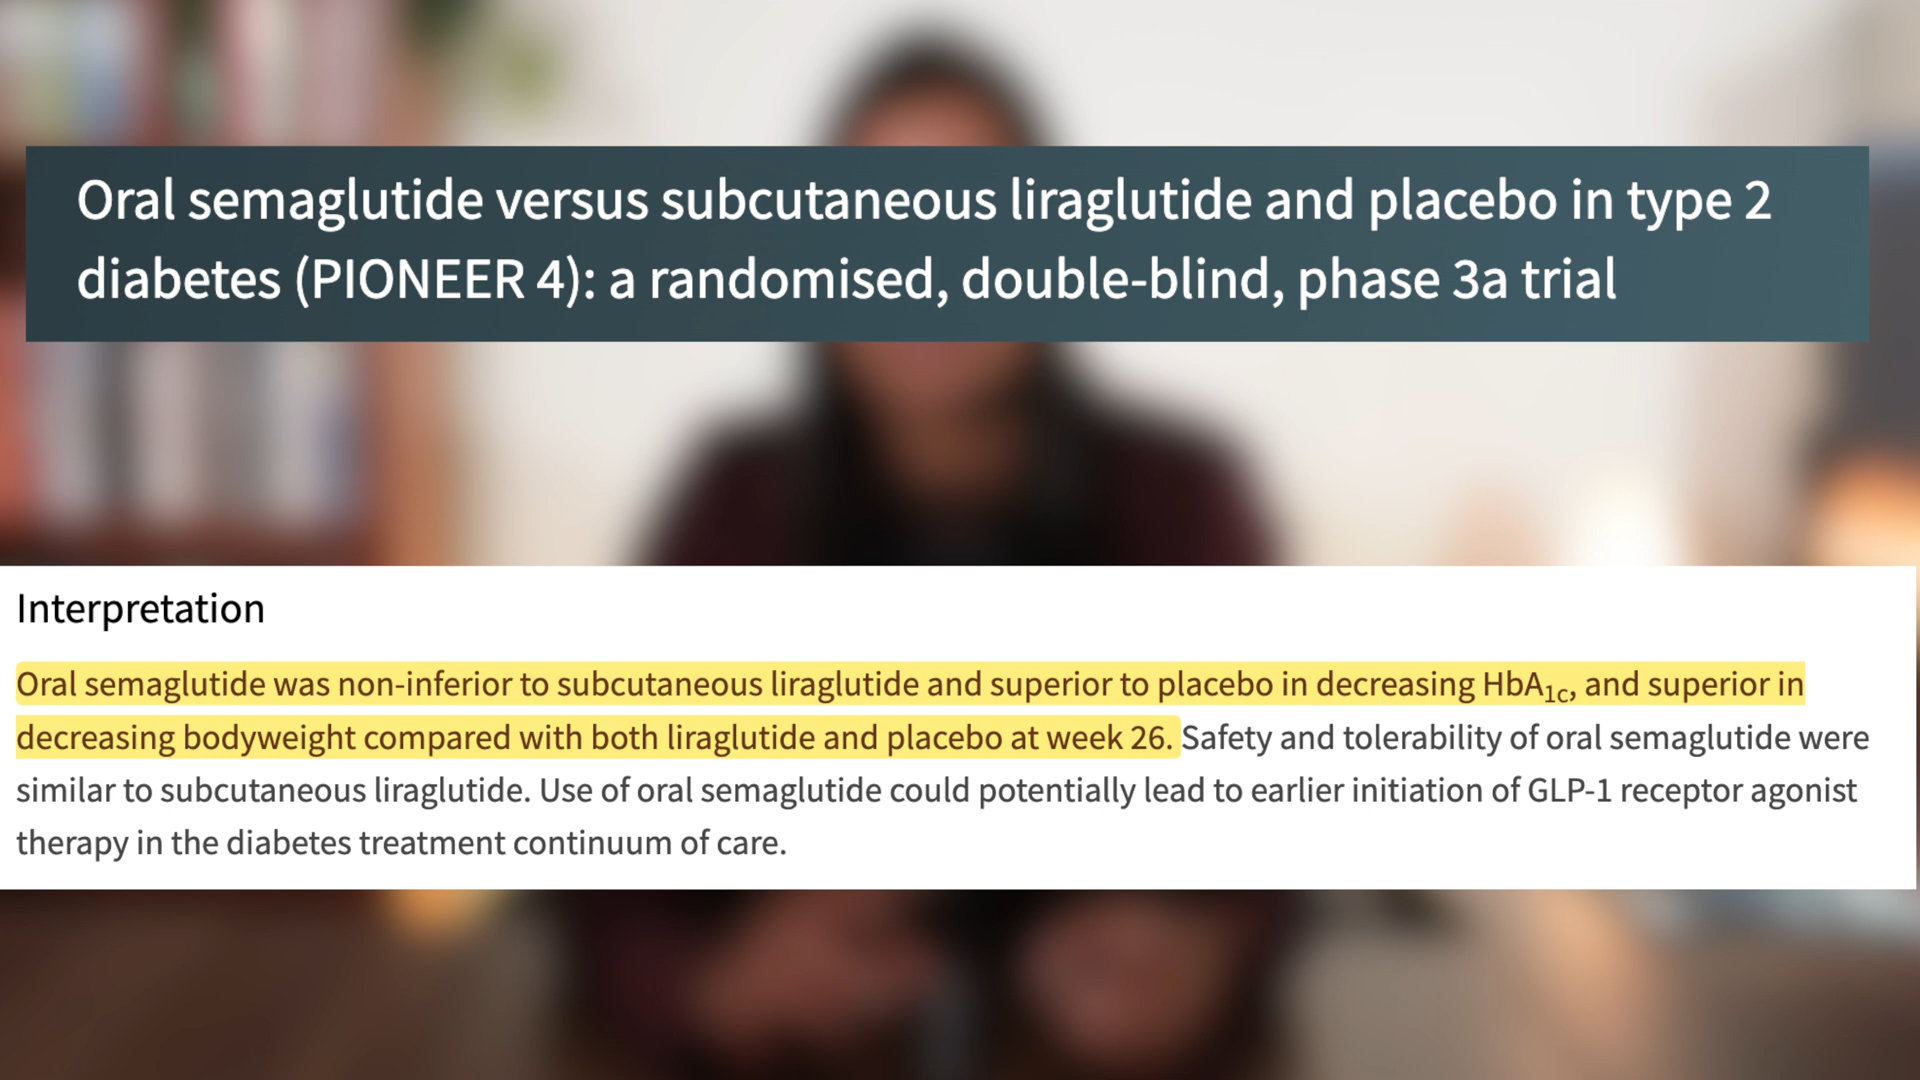 Oral semaglutide versus subcutaneous liraglutide and placebo in type 2
diabetes (PIONEER 4): a randomised, double-blind, phase 3a trial
Interpretation
Oral semaglutide was non-inferior to subcutaneous liraglutide and superior to placebo in decreasing HbA1c, and superior in
decreasing bodyweight compared with both liraglutide and placebo at week 26. Safety and tolerability of oral semaglutide were
similar to subcutaneous liraglutide. Use of oral semaglutide could potentially lead to earlier initiation of GLP-1 receptor agonist
therapy in the diabetes treatment continuum of care.